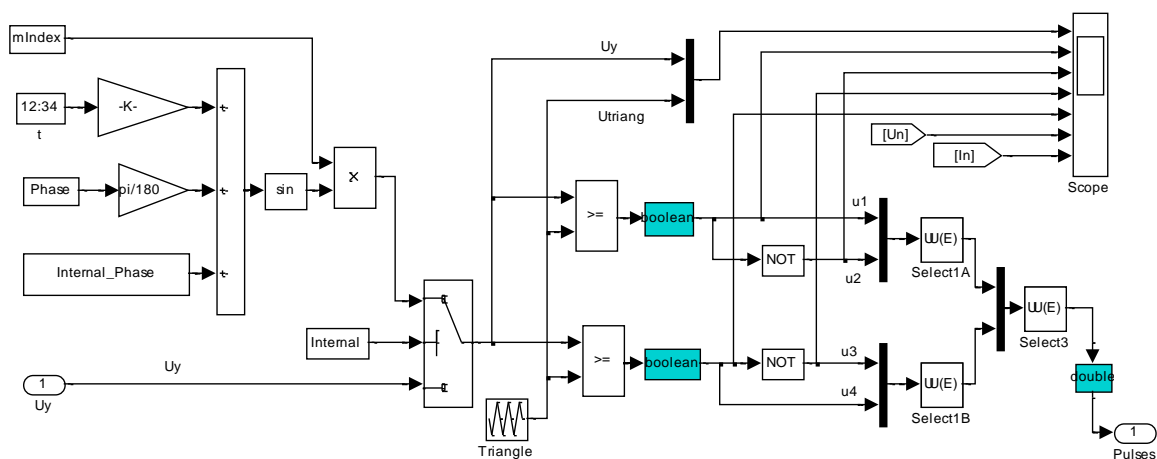 mIndex
12:34
t
-K-
Phase
pi/180
Internal_Phase
+
+
+
sin
×
Internal
1
Uy
Uy
Triangle
Uy
Utriang
>=
boolean
NOT
>=
boolean
NOT
[Un]
[In]
Scope
u1
u2
u3
u4
U(E)
Select1A
U(E)
Select1B
U(E)
Select3
double
1
Pulses